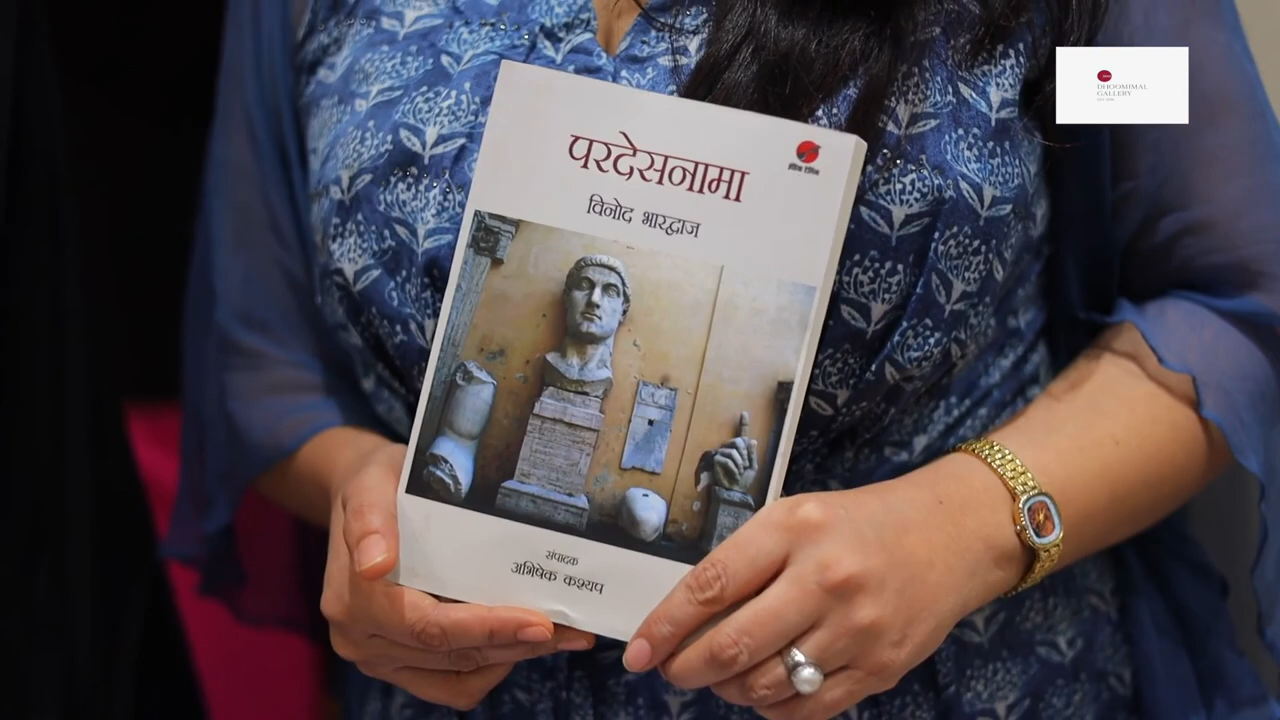 परदेसनामा
विनोद भारद्वाज
संपादक
अभिषेक कश्यप
DHOOMIMAL
GALLERY